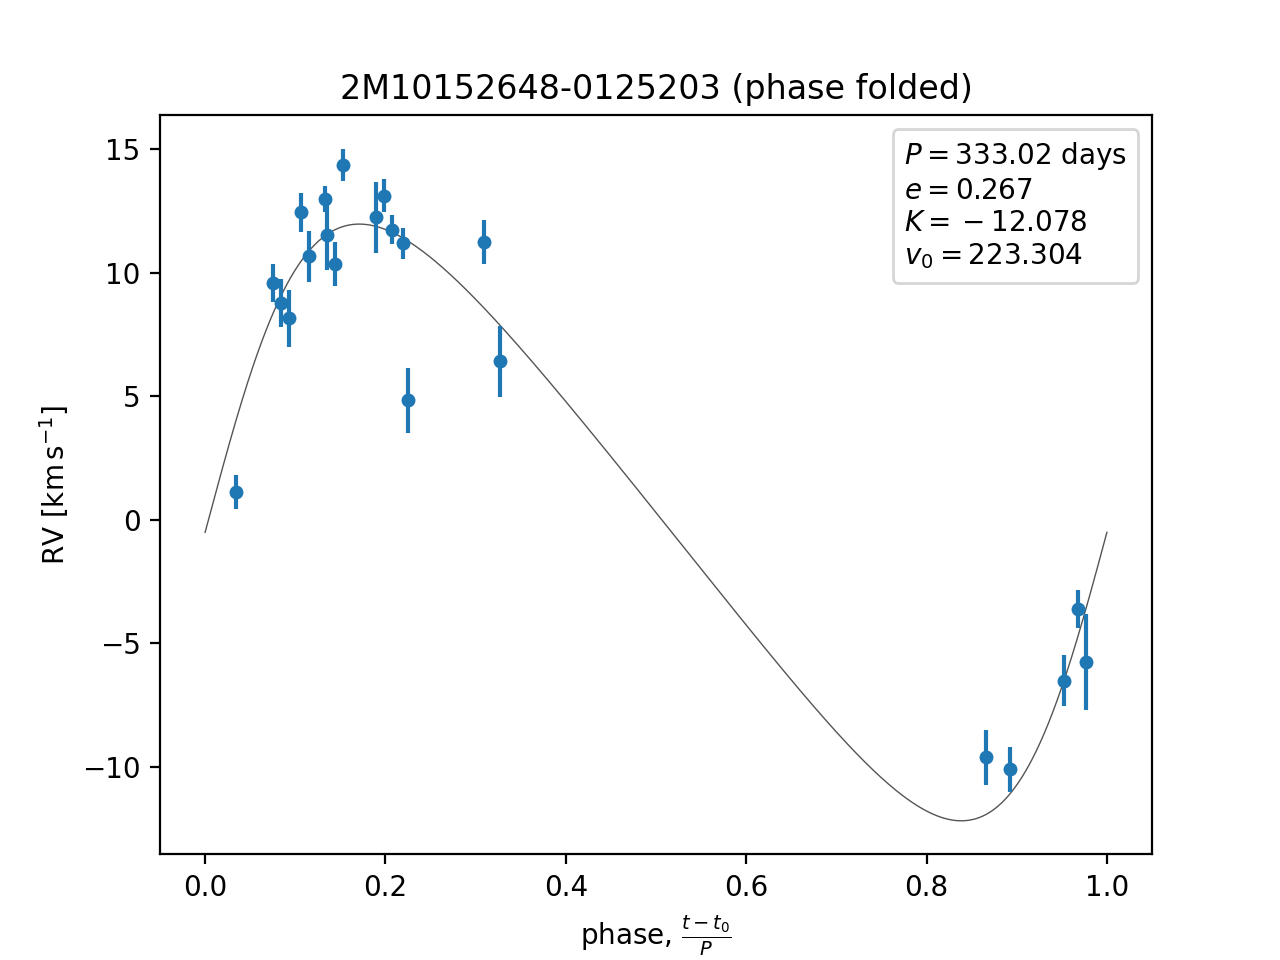 2M10152648-0125203 (phase folded)
P = 333.02 days
e = 0.267
K = −12.078
v₀ = 223.304
15
10
5
0
−5
−10
RV [km s⁻¹]
0.0 0.2 0.4 0.6 0.8 1.0
phase, (t − t₀)/P